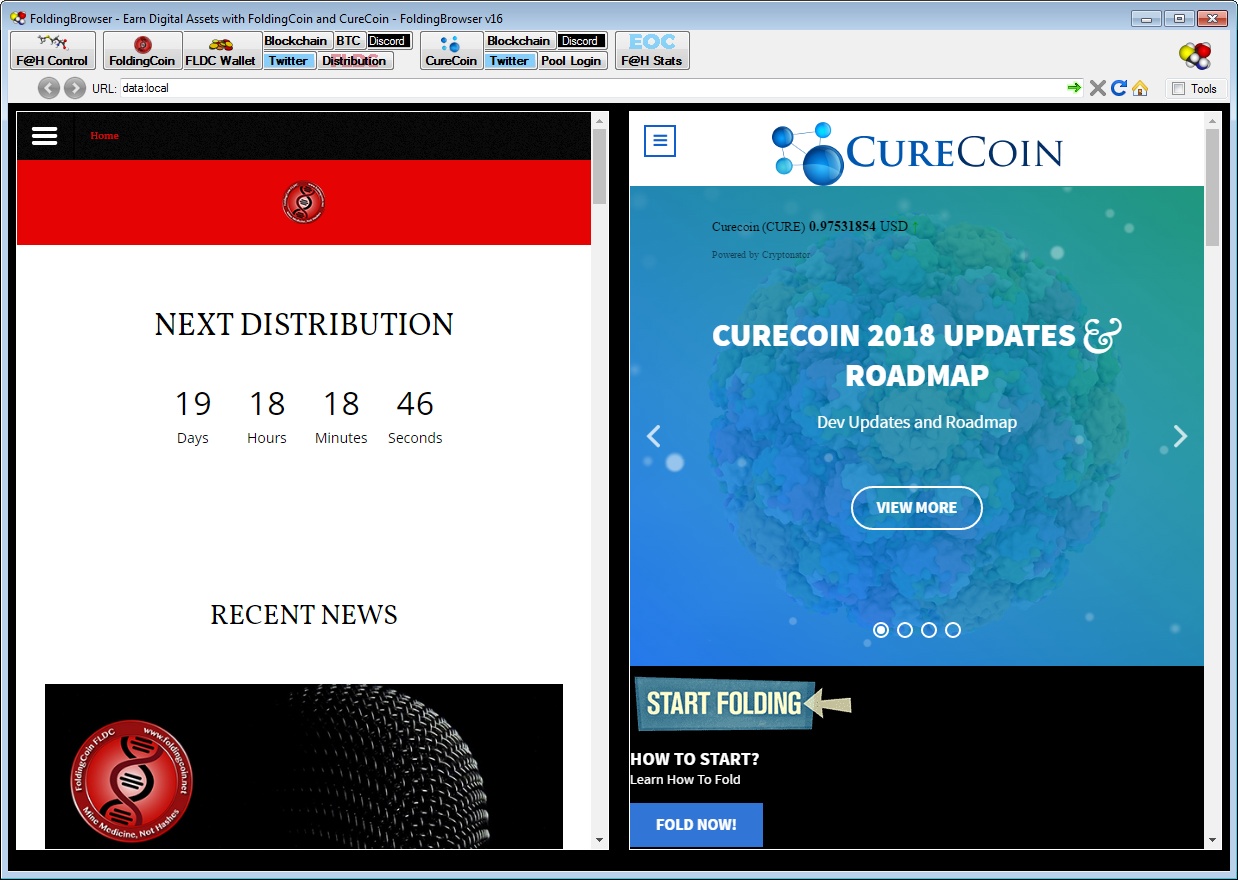 FoldingBrowser - Earn Digital Assets with FoldingCoin and CureCoin - FoldingBrowser v16
F@H Control
FoldingCoin
FLDC Wallet
Blockchain BTC Discord
Twitter Distribution
CureCoin
Blockchain Discord
Twitter Pool Login
EOC
F@H Stats
URL: data:local
Tools
Home
NEXT DISTRIBUTION
19 18 18 46
Days Hours Minutes Seconds
RECENT NEWS
FoldingCoin FLDC www.foldingcoin.net
Mine Medicine, Not Hashes
CURECOIN
Curecoin (CURE) 0.97531854 USD ↑
Powered by Cryptonator
CURECOIN 2018 UPDATES &
ROADMAP
Dev Updates and Roadmap
VIEW MORE
START FOLDING
HOW TO START?
Learn How To Fold
FOLD NOW!